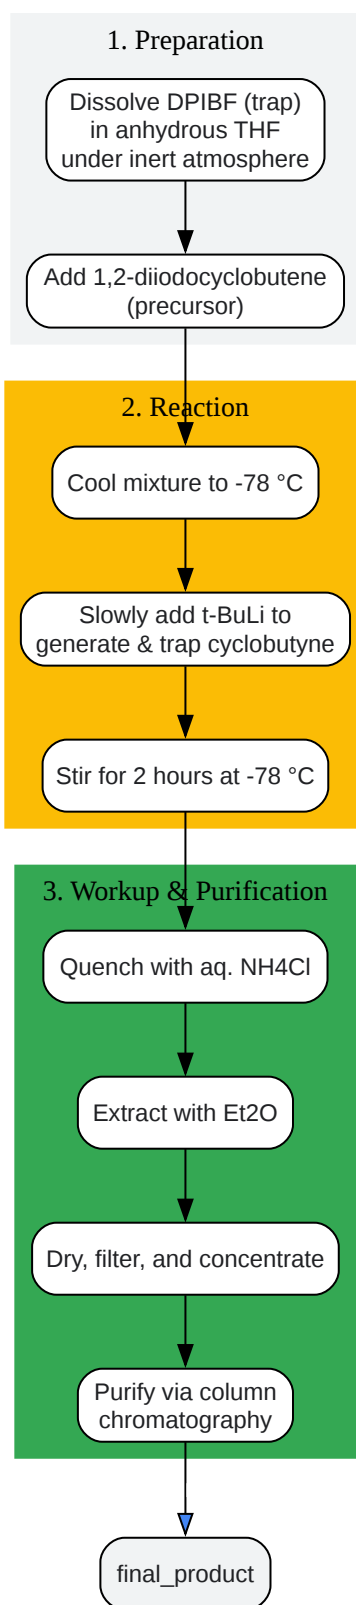 1. Preparation
Dissolve DPIBF (trap)
in anhydrous THF
under inert atmosphere
Add 1,2-diiodocyclobutene
(precursor)
2. Reaction
Cool mixture to -78 °C
Slowly add t-BuLi to
generate & trap cyclobutyne
Stir for 2 hours at -78 °C
3. Workup & Purification
Quench with aq. NH4Cl
Extract with Et2O
Dry, filter, and concentrate
Purify via column
chromatography
final_product